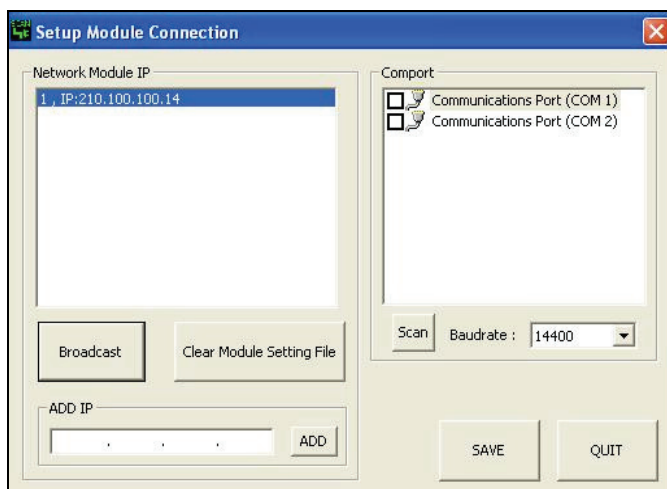 Setup Module Connection
Network Module IP
1 , IP:210.100.100.14
Broadcast
Clear Module Setting File
ADD IP
. . .
ADD
Comport
Communications Port (COM 1)
Communications Port (COM 2)
Scan
Baudrate :
14400
SAVE
QUIT